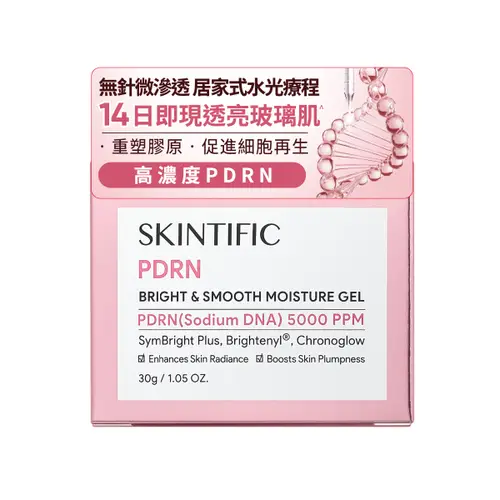 無針微滲透 居家式水光療程
14日即現透亮玻璃肌^
·重塑膠原 ·促進細胞再生
高濃度PDRN
SKINTIFIC
PDRN
BRIGHT & SMOOTH MOISTURE GEL
PDRN(Sodium DNA) 5000 PPM
SymBright Plus, Brightenyl®, Chronoglow
☑ Enhances Skin Radiance ☑ Boosts Skin Plumpness
30g / 1.05 OZ.